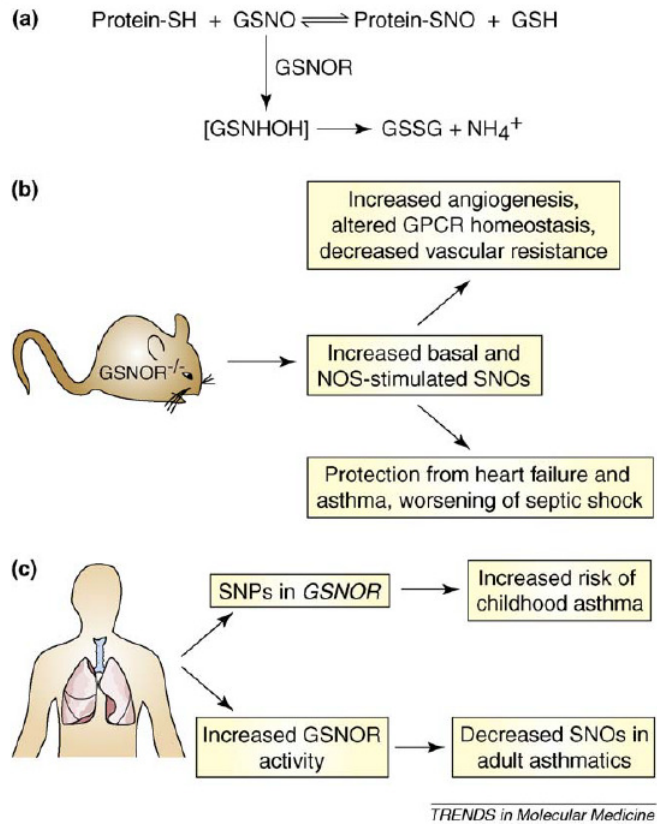 (a) Protein-SH + GSNO ⇌ Protein-SNO + GSH
GSNOR
[GSNHOH] → GSSG + NH4+
(b)
Increased angiogenesis,
altered GPCR homeostasis,
decreased vascular resistance
GSNOR-/-
Increased basal and
NOS-stimulated SNOs
Protection from heart failure and
asthma, worsening of septic shock
(c)
SNPs in GSNOR
Increased risk of
childhood asthma
Increased GSNOR
activity
Decreased SNOs in
adult asthmatics
TRENDS in Molecular Medicine